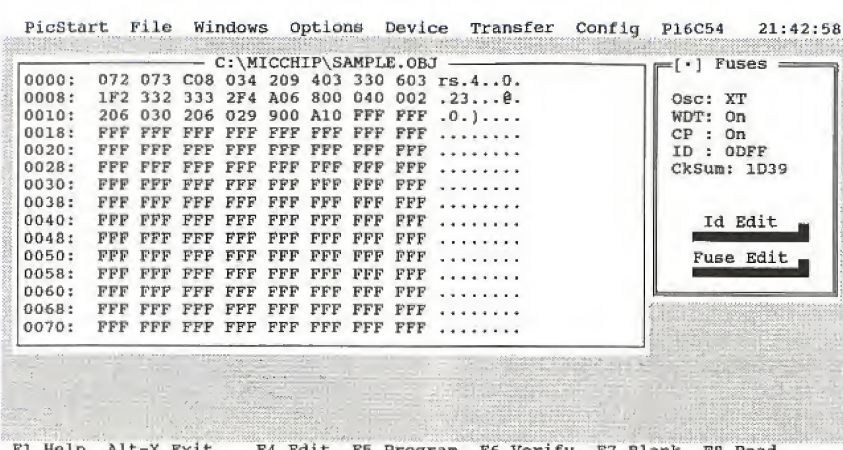 PicStart File Windows Options Device Transfer Config P16C54 21:42:58
C:\MICCHIP\SAMPLE.OBJ
0000: 072 073 C08 034 209 403 330 603 rs.4..0.
0008: 1F2 332 333 2F4 A06 800 040 002 .23...@.
0010: 206 030 206 029 900 A10 FFF FFF .0.)....
0018: FFF FFF FFF FFF FFF FFF FFF FFF ........
0020: FFF FFF FFF FFF FFF FFF FFF FFF ........
0028: FFF FFF FFF FFF FFF FFF FFF FFF ........
0030: FFF FFF FFF FFF FFF FFF FFF FFF ........
0038: FFF FFF FFF FFF FFF FFF FFF FFF ........
0040: FFF FFF FFF FFF FFF FFF FFF FFF ........
0048: FFF FFF FFF FFF FFF FFF FFF FFF ........
0050: FFF FFF FFF FFF FFF FFF FFF FFF ........
0058: FFF FFF FFF FFF FFF FFF FFF FFF ........
0060: FFF FFF FFF FFF FFF FFF FFF FFF ........
0068: FFF FFF FFF FFF FFF FFF FFF FFF ........
0070: FFF FFF FFF FFF FFF FFF FFF FFF ........
[·] Fuses
Osc: XT
WDT: On
CP : On
ID : 0DFF
CkSum: 1D39
Id Edit
Fuse Edit
F1 Help Alt-X Exit F4 Edit F5 Program F6 Verify F7 Blank F8 Read